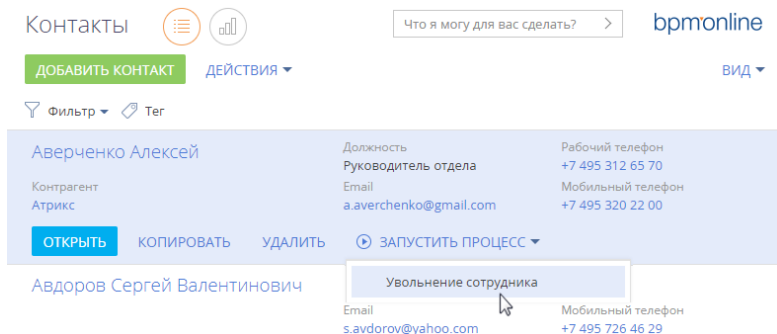 Контакты
Что я могу для вас сделать?
bpm'online
ДОБАВИТЬ КОНТАКТ ДЕЙСТВИЯ ВИД
Фильтр Тег
Аверченко Алексей
Должность Рабочий телефон
Руководитель отдела +7 495 312 65 70
Контрагент Email Мобильный телефон
Атрикс a.averchenko@gmail.com +7 495 320 22 00
ОТКРЫТЬ КОПИРОВАТЬ УДАЛИТЬ ЗАПУСТИТЬ ПРОЦЕСС
Увольнение сотрудника
Авдоров Сергей Валентинович
Email Мобильный телефон
s.avdorov@yahoo.com +7 495 726 46 29